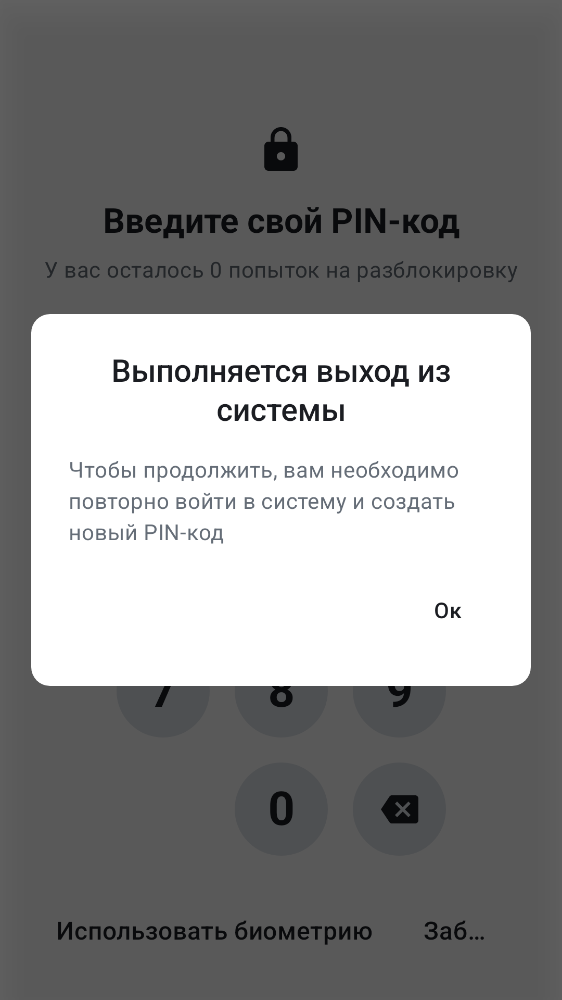 Введите свой PIN-код
У вас осталось 0 попыток на разблокировку
Выполняется выход из
системы
Чтобы продолжить, вам необходимо
повторно войти в систему и создать
новый PIN-код
Ок
7 8 9
0
Использовать биометрию Заб...